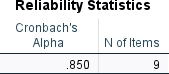 Reliability Statistics
Cronbach's
Alpha N of Items
.850 9